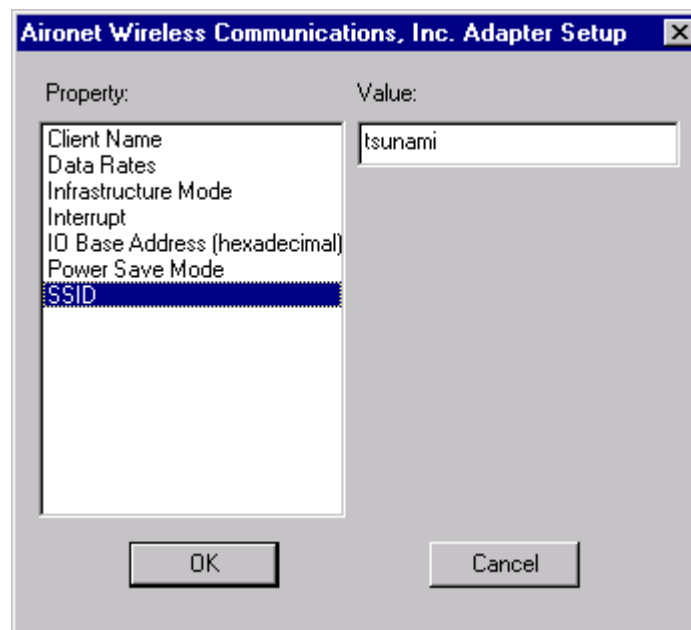 Aironet Wireless Communications, Inc. Adapter Setup
Property:
Value:
Client Name
Data Rates
Infrastructure Mode
Interrupt
IO Base Address (hexadecimal)
Power Save Mode
SSID
tsunami
OK
Cancel